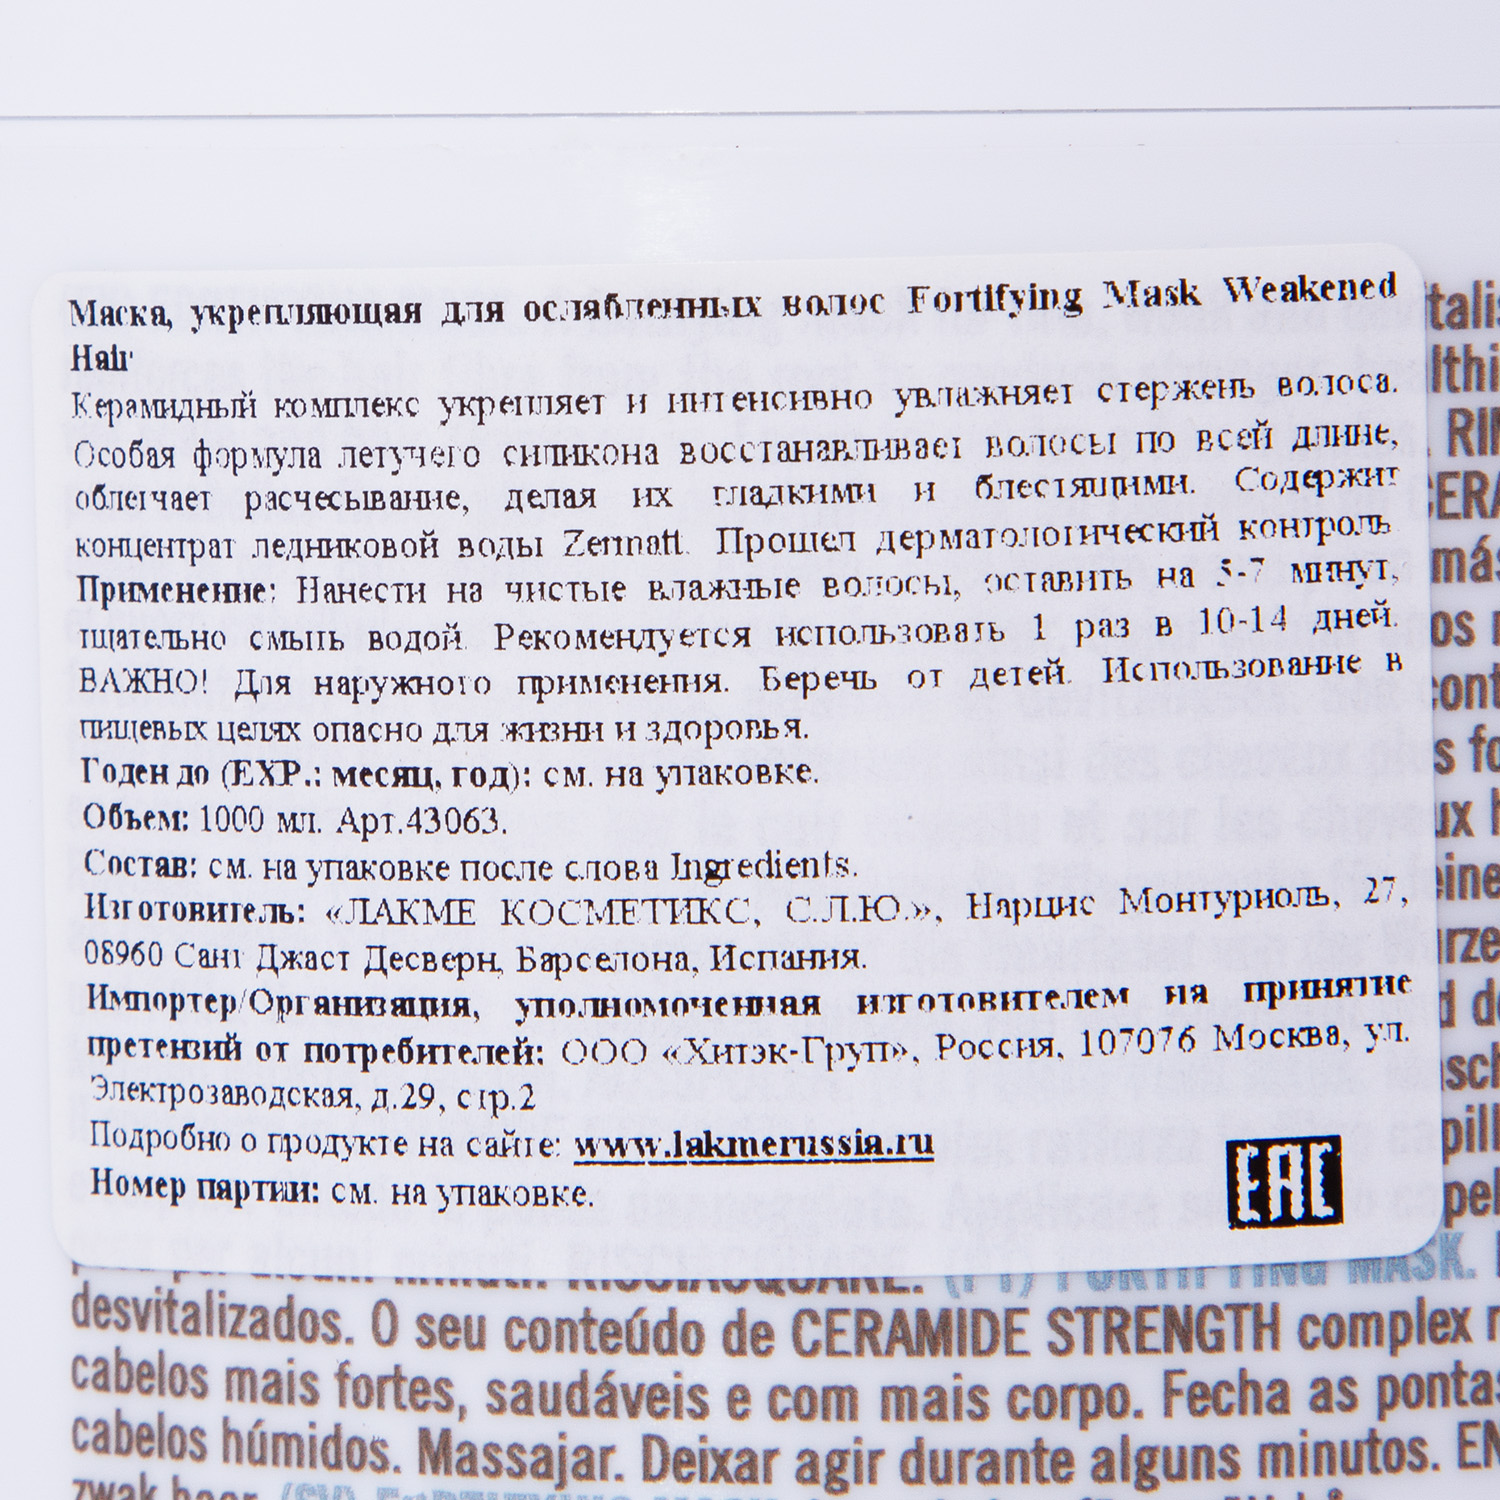 Маска, укрепляющая для ослабленных волос Fortifying Mask Weakened
Hair
Керамидный комплекс укрепляет и интенсивно увлажняет стержень волоса.
Особая формула летучего силикона восстанавливает волосы по всей длине,
облегчает расчесывание, делая их гладкими и блестящими. Содержит
концентрат ледниковой воды Zermatt. Прошел дерматологический контроль
Применение: Нанести на чистые влажные волосы, оставить на 5-7 минут,
тщательно смыть водой. Рекомендуется использовать 1 раз в 10-14 дней.
ВАЖНО! Для наружного применения. Беречь от детей. Использование в
пищевых целях опасно для жизни и здоровья.
Годен до (EXP.: месяц, год): см. на упаковке.
Объем: 1000 мл. Арт.43063.
Состав: см. на упаковке после слова Ingredients.
Изготовитель: «ЛАКМЕ КОСМЕТИКС, С.Л.Ю.», Нарцис Монтуриоль, 27,
08960 Сант Джаст Десверн, Барселона, Испания.
Импортер/Организация, уполномоченная изготовителем на принятие
претензий от потребителей: ООО «Хитэк-Груп», Россия, 107076 Москва, ул.
Электрозаводская, д.29, стр.2
Подробно о продукте на сайте: www.lakmerussia.ru
Номер партии: см. на упаковке.
EAC
(PT) FORTIFYING MASK.
desvitalizados. O seu conteúdo de CERAMIDE STRENGTH complex
cabelos mais fortes, saudáveis e com mais corpo. Fecha as pontas
cabelos húmidos. Massajar. Deixar agir durante alguns minutos.
zwak haar.